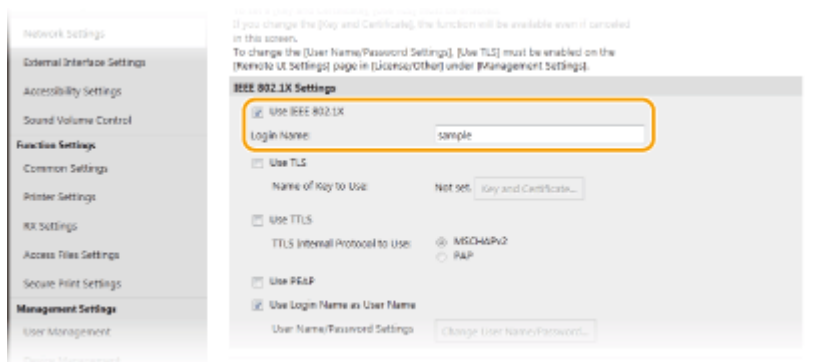 Network Settings
External Interface Settings
Accessibility Settings
Sound Volume Control
Function Settings
Common Settings
Printer Settings
RX Settings
Access Files Settings
Secure Print Settings
Management Settings
User Management
Device Management
If you change the [Key and Certificate], the function will be available even if canceled
in this screen.
To change the [User Name/Password Settings], [Use TLS] must be enabled on the
[Remote UI Settings] page in [License/Other] under [Management Settings].
IEEE 802.1X Settings
Use IEEE 802.1X
Login Name:
sample
Use TLS
Name of Key to Use:
Not set.
Key and Certificate...
Use TTLS
TTLS Internal Protocol to Use:
MSCHAPv2
PAP
Use PEAP
Use Login Name as User Name
User Name/Password Settings
Change User Name/Password...